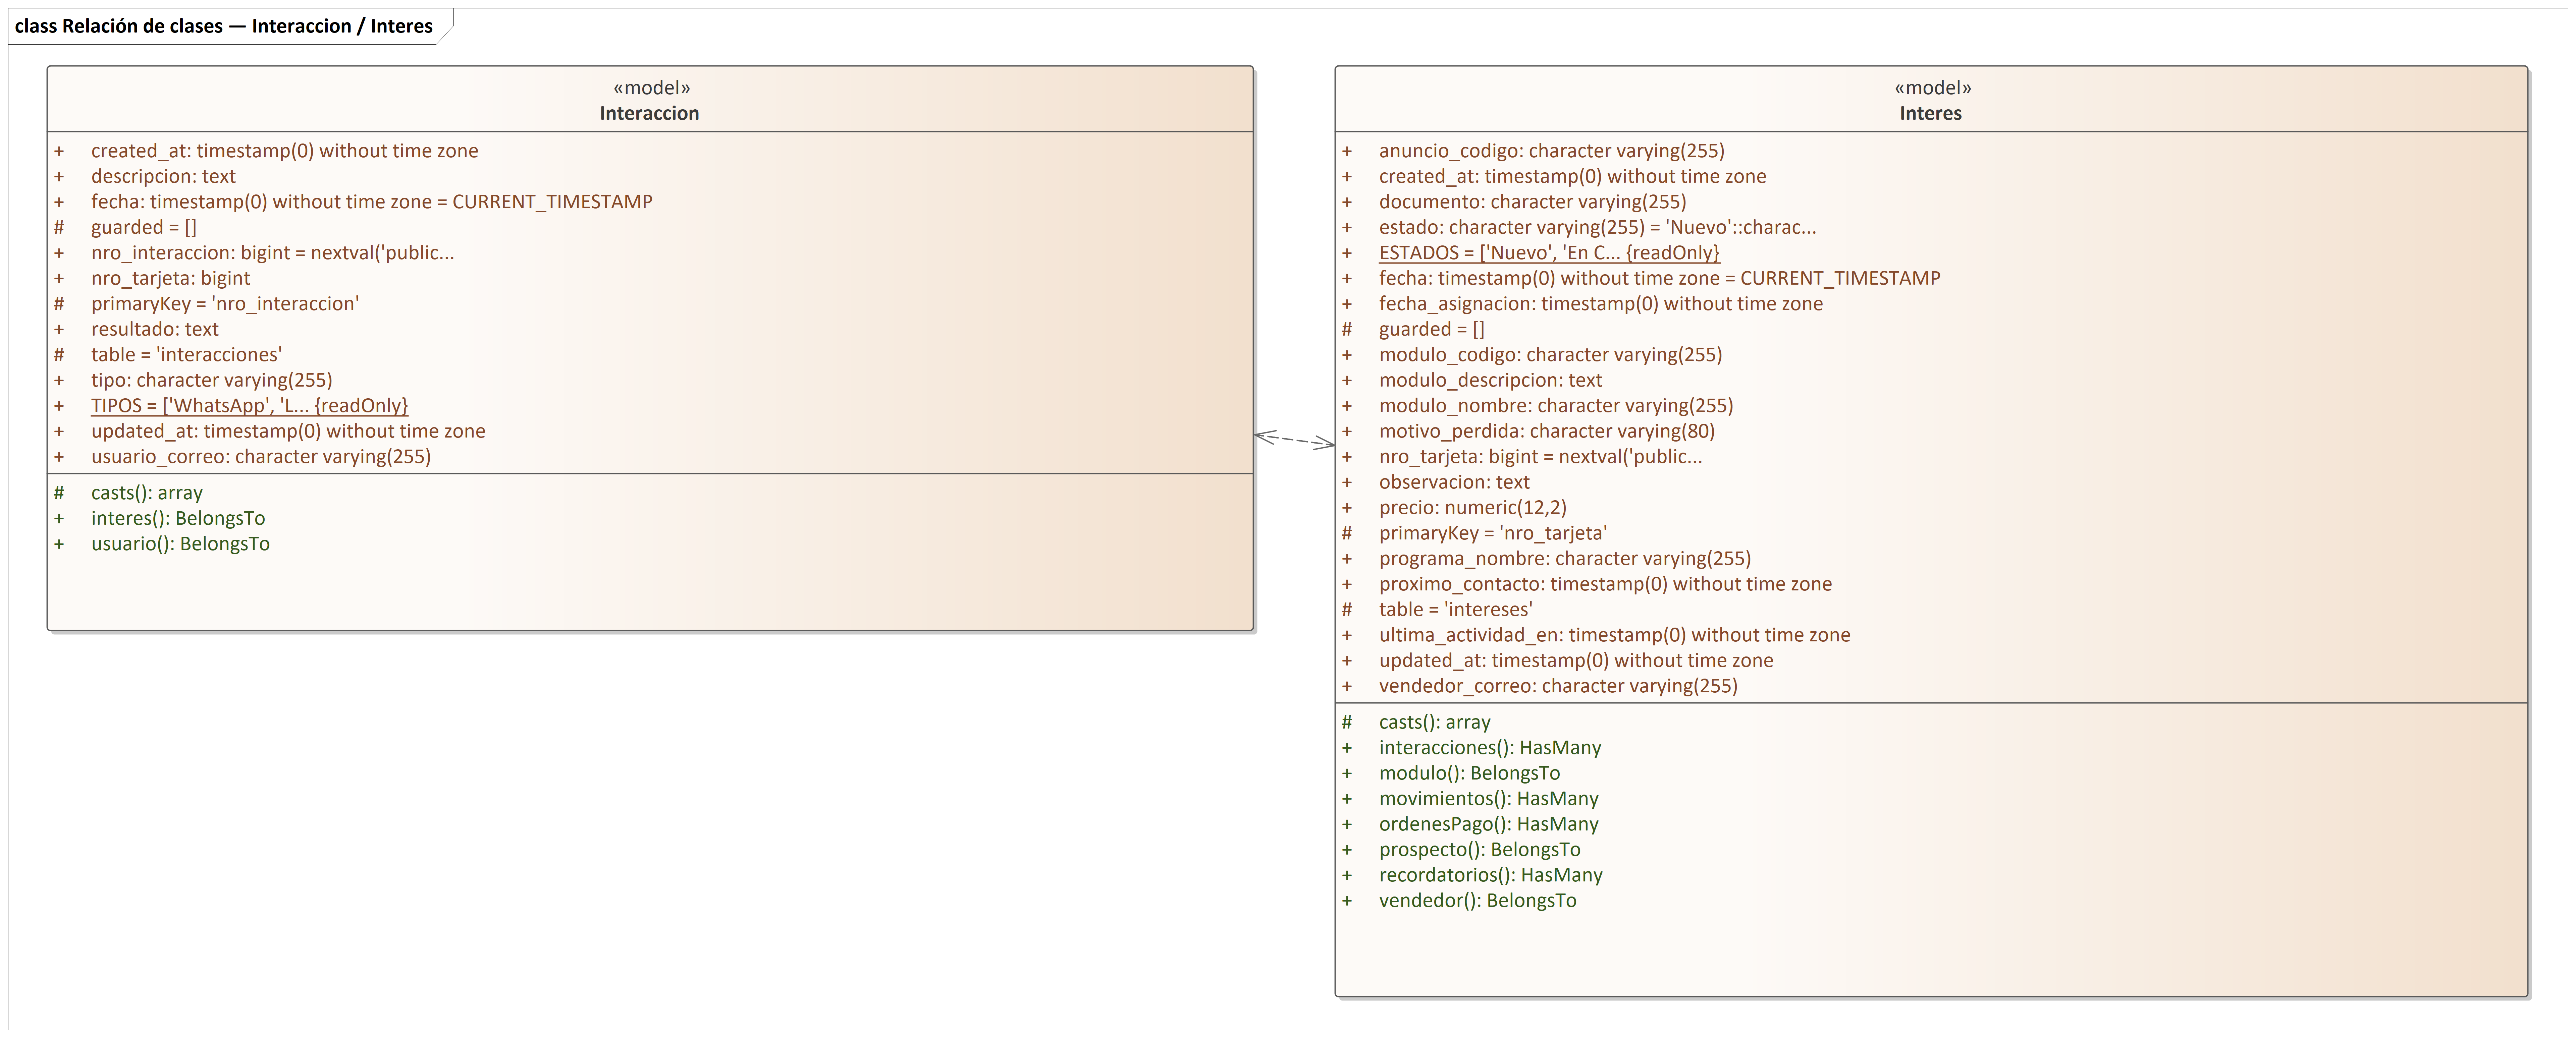 class Relación de clases — Interaccion / Interes
«model»
Interaccion
+ created_at: timestamp(0) without time zone
+ descripcion: text
+ fecha: timestamp(0) without time zone = CURRENT_TIMESTAMP
# guarded = []
+ nro_interaccion: bigint = nextval('public...
+ nro_tarjeta: bigint
# primaryKey = 'nro_interaccion'
+ resultado: text
# table = 'interacciones'
+ tipo: character varying(255)
+ TIPOS = ['WhatsApp', 'L... {readOnly}
+ updated_at: timestamp(0) without time zone
+ usuario_correo: character varying(255)
# casts(): array
+ interes(): BelongsTo
+ usuario(): BelongsTo
«model»
Interes
+ anuncio_codigo: character varying(255)
+ created_at: timestamp(0) without time zone
+ documento: character varying(255)
+ estado: character varying(255) = 'Nuevo'::charac...
+ ESTADOS = ['Nuevo', 'En C... {readOnly}
+ fecha: timestamp(0) without time zone = CURRENT_TIMESTAMP
+ fecha_asignacion: timestamp(0) without time zone
# guarded = []
+ modulo_codigo: character varying(255)
+ modulo_descripcion: text
+ modulo_nombre: character varying(255)
+ motivo_perdida: character varying(80)
+ nro_tarjeta: bigint = nextval('public...
+ observacion: text
+ precio: numeric(12,2)
# primaryKey = 'nro_tarjeta'
+ programa_nombre: character varying(255)
+ proximo_contacto: timestamp(0) without time zone
# table = 'intereses'
+ ultima_actividad_en: timestamp(0) without time zone
+ updated_at: timestamp(0) without time zone
+ vendedor_correo: character varying(255)
# casts(): array
+ interacciones(): HasMany
+ modulo(): BelongsTo
+ movimientos(): HasMany
+ ordenesPago(): HasMany
+ prospecto(): BelongsTo
+ recordatorios(): HasMany
+ vendedor(): BelongsTo